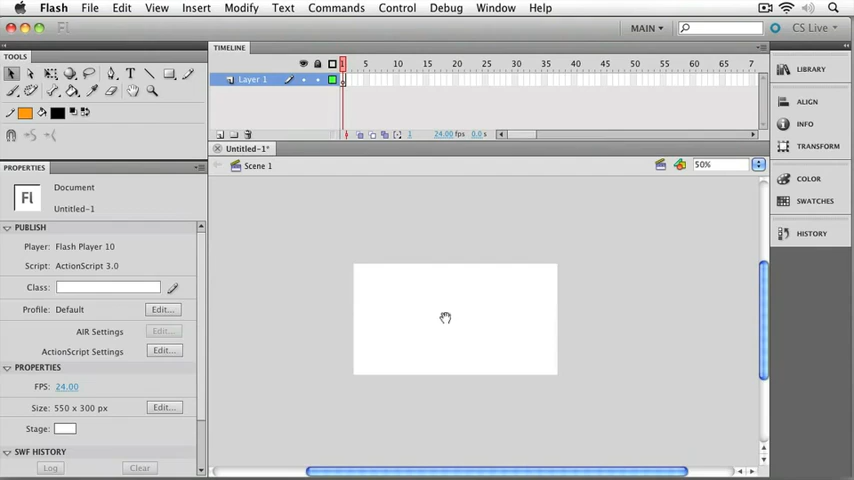 Flash File Edit View Insert Modify Text Commands Control Debug Window Help
Fl MAIN CS Live
TOOLS
TIMELINE
1 5 10 15 20 25 30 35 40 45 50 55 60 65 7
Layer 1
1 24.00 fps 0.0 s
Untitled-1*
Scene 1 50%
PROPERTIES
Fl
Document
Untitled-1
PUBLISH
Player: Flash Player 10
Script: ActionScript 3.0
Class:
Profile: Default Edit...
AIR Settings Edit...
ActionScript Settings Edit...
PROPERTIES
FPS: 24.00
Size: 550 x 300 px Edit...
Stage:
SWF HISTORY
Log Clear
LIBRARY
ALIGN
INFO
TRANSFORM
COLOR
SWATCHES
HISTORY